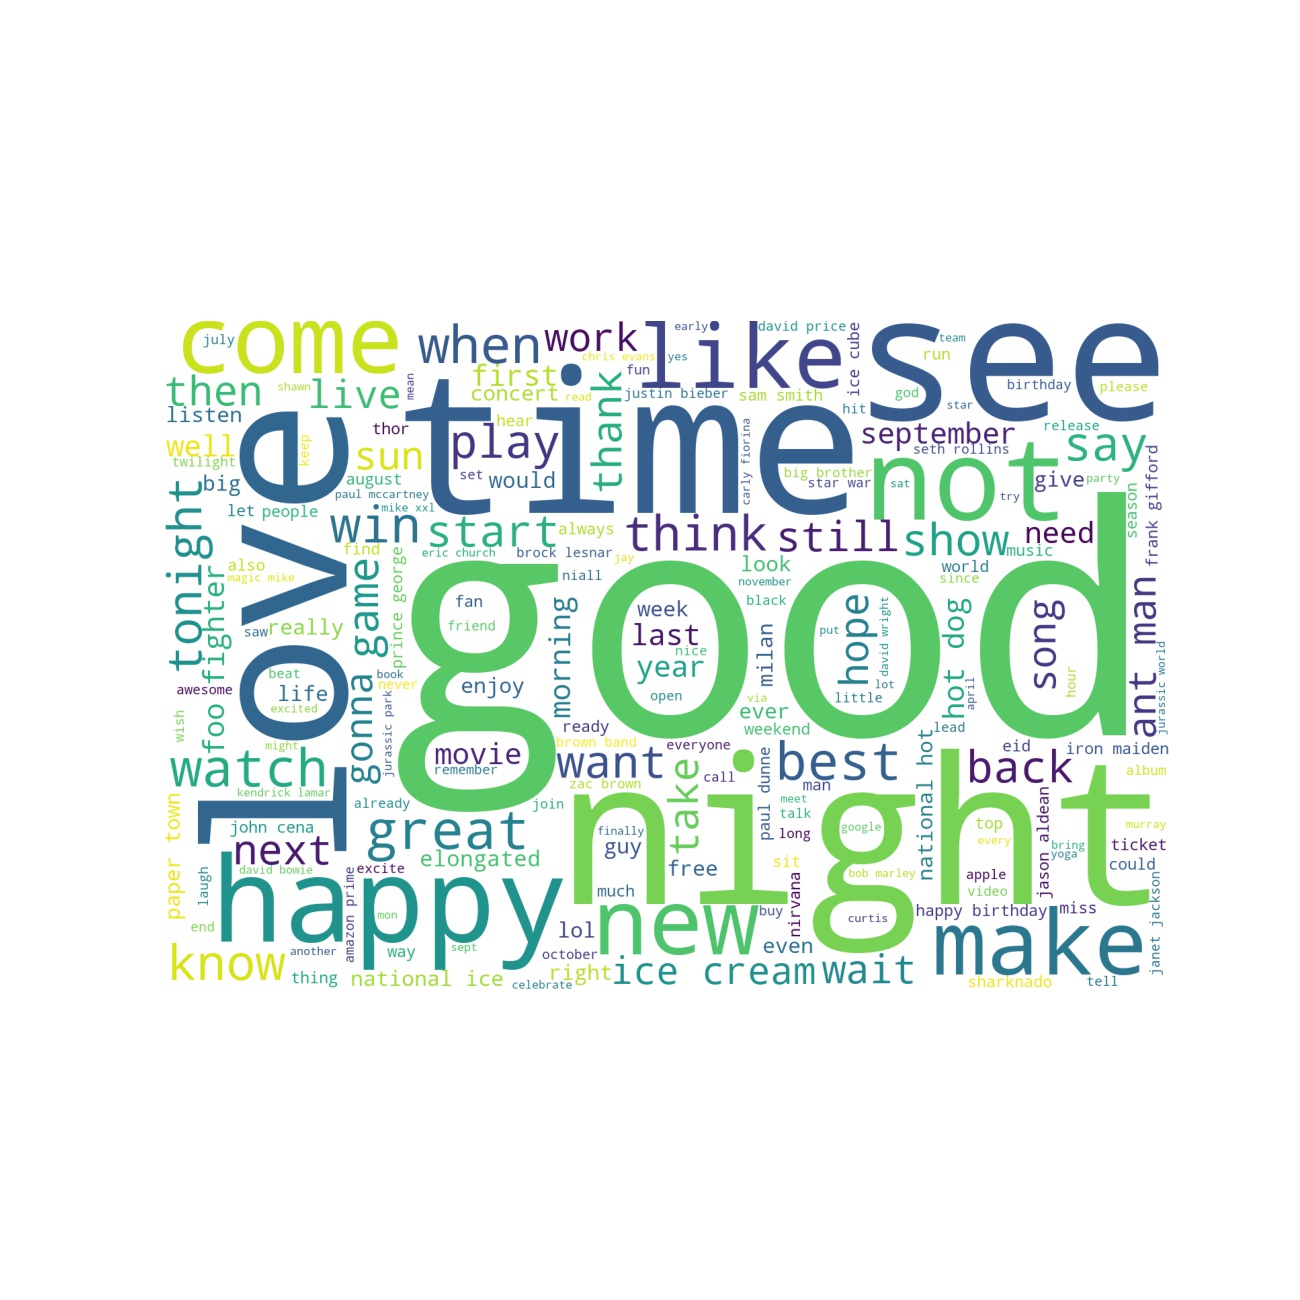 come
july
when
work
like
early
david price
ice cube
see
team
run
chris evans
yes
fun
first
then
shawn
live
mean
concert
read
thank
justin bieber
sam smith
hit
god
star
birthday
please
listen
love
time
thor
play
hear
september
release
well
keep
sun
carly fiorina
seth rollins
say
twilight
big
august
set
would
big brother
star war
sat
not
give
party
frank gifford
paul mccartney
mike xxl
try
season
tonight
let
people
win
start
always
think
still
show
need
music
also
find
eric church
brock lesnar
jay
look
world
magic mike
prince george
good
niall
november
since
foo fighter
gonna game
fan
morning
week
black
hope
put
david wright
hot dog
song
ant man
saw
really
friend
last
nice
milan
year
beat
book
never
awesome
life
enjoy
open
via
little
lot
april
hour
jurassic world
excited
wish
jurassic park
ready
ever
weekend
lead
might
movie
remember
brown band
everyone
want
best
eid
iron maiden
watch
zac brown
take
call
paul dunne
man
national hot
back
album
kendrick lamar
already
join
night
meet
talk
google
top
jason aldean
murray
paper town
john cena
great
finally
long
every
bring
ticket
next
elongated
guy
yoga
could
david bowie
excite
free
sit
bob marley
apple
laugh
happy
amazon prime
much
nirvana
video
janet jackson
end
mon
new
buy
curtis
happy birthday
miss
another
way
sept
lol
october
even
make
know
thing
national ice
celebrate
right
ice cream
wait
sharknado
tell